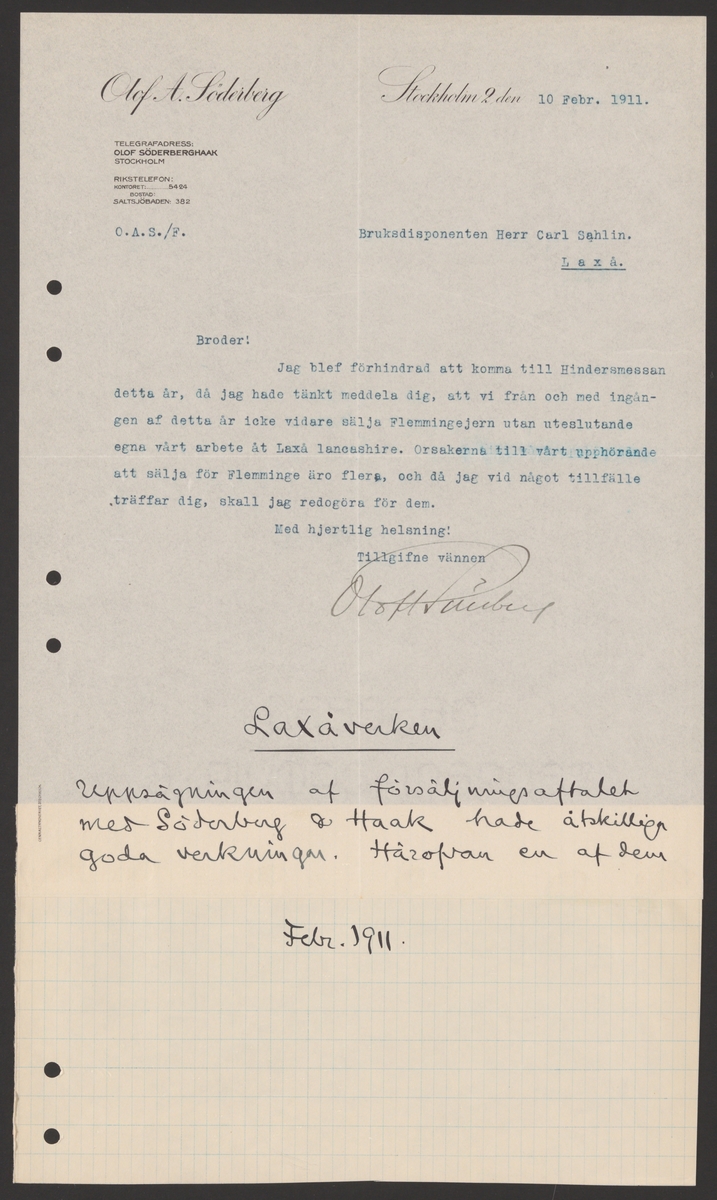 Olof A. Söderberg
Stockholm 2 den 10 Febr. 1911.
TELEGRAFADRESS:
OLOF SÖDERBERGHAAK
STOCKHOLM
RIKSTELEFON:
KONTORET: 5424
BOSTAD:
SALTSJÖBADEN: 382
O.A.S./F.
Bruksdisponenten Herr Carl Sahlin.
Laxå.
Broder!
Jag blef förhindrad att komma till Hindersmessan
detta år, då jag hade tänkt meddela dig, att vi från och med ingån-
gen af detta år icke vidare sälja Flemmingejern utan uteslutande
egna vårt arbete åt Laxå lancashire. Orsakerna till vårt upphörande
att sälja för Flemminge äro flera, och då jag vid något tillfälle
träffar dig, skall jag redogöra för dem.
Med hjertlig helsning!
Tillgifne vännen
Olof A Söderberg
Laxåverken
Uppsägningen af försäljningsaftalet
med Söderberg & Haak hade åtskilliga
goda verkningar. Härofvan en af dem
Febr. 1911.